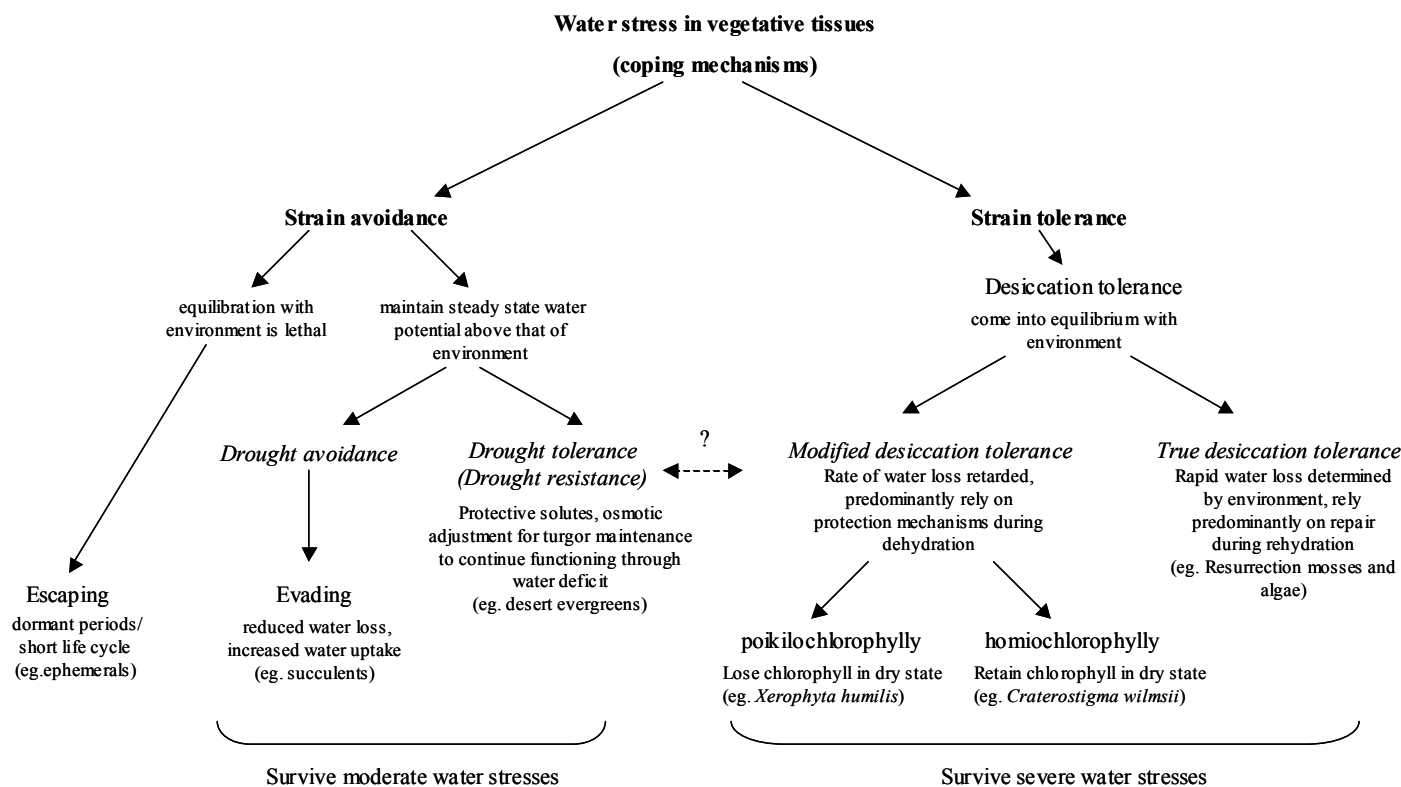 Water stress in vegetative tissues
(coping mechanisms)
Strain avoidance
Strain tolerance
equilibration with
environment is lethal
maintain steady state water
potential above that of
environment
Desiccation tolerance
come into equilibrium with
environment
Drought avoidance
Drought tolerance
(Drought resistance)
Protective solutes, osmotic
adjustment for turgor maintenance
to continue functioning through
water deficit
(eg. desert evergreens)
?
Modified desiccation tolerance
Rate of water loss retarded,
predominantly rely on
protection mechanisms during
dehydration
True desiccation tolerance
Rapid water loss determined
by environment, rely
predominantly on repair
during rehydration
(eg. Resurrection mosses and
algae)
Escaping
dormant periods/
short life cycle
(eg.ephemerals)
Evading
reduced water loss,
increased water uptake
(eg. succulents)
poikilochlorophylly
Lose chlorophyll in dry state
(eg. Xerophyta humilis)
homiochlorophylly
Retain chlorophyll in dry state
(eg. Craterostigma wilmsii)
Survive moderate water stresses
Survive severe water stresses